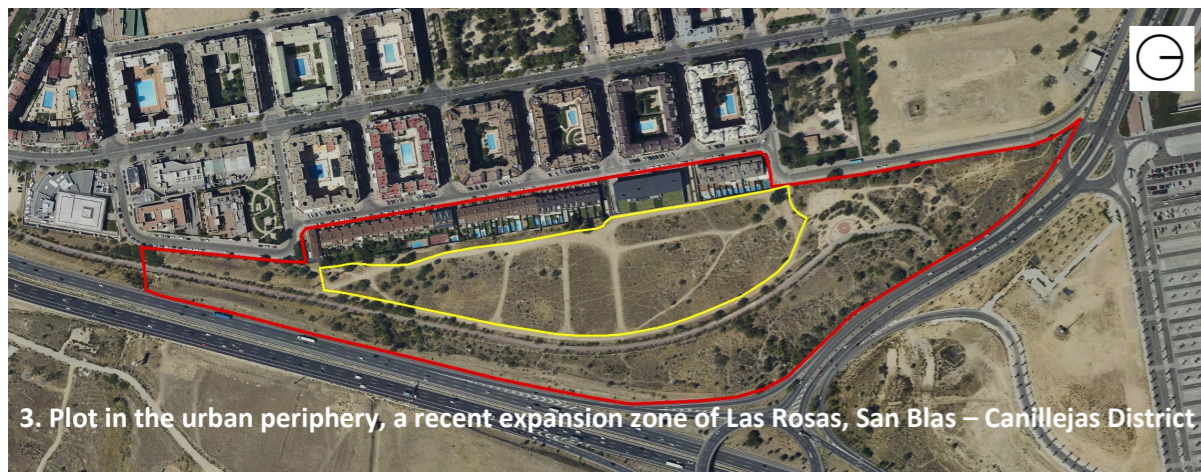 3. Plot in the urban periphery, a recent expansion zone of Las Rosas, San Blas – Canillejas District